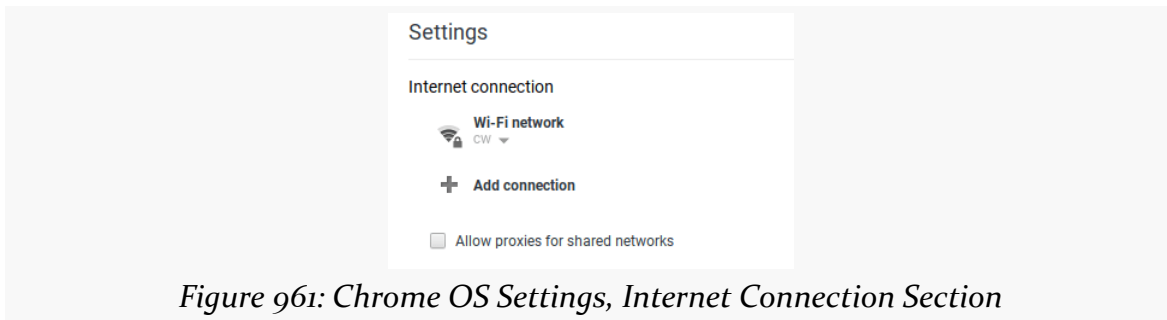 Settings
Internet connection
Wi-Fi network
CW
Add connection
Allow proxies for shared networks
Figure 961: Chrome OS Settings, Internet Connection Section